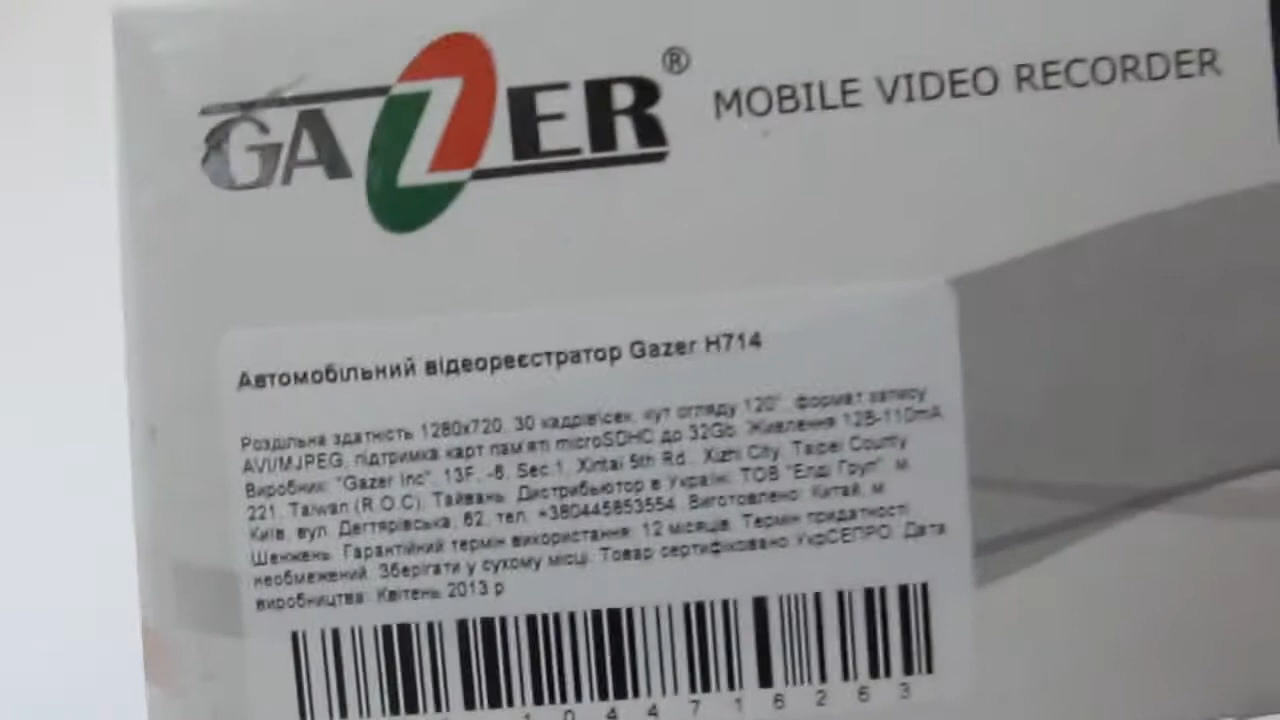 GAZER® MOBILE VIDEO RECORDER
Автомобільний відеореєстратор Gazer H714
Роздільна здатність 1280x720, 30 кадрів\сек, кут огляду 120°, формат запису
AVI/MJPEG, підтримка карт пам'яті microSDHC до 32Gb. Живлення 12В-110mA
Виробник: "Gazer Inc", 13F., -6, Sec.1, Xintai 5th Rd., Xizhi City, Taipei County
221, Taiwan (R.O.C), Тайвань. Дистрибьютор в Україні: ТОВ "Елді Груп", м.
Київ, вул. Дегтярівська, 62, тел. +380445853554. Виготовлено: Китай, м.
Шенжень. Гарантійний термін використання: 12 місяців. Термін придатності
необмежений. Зберігати у сухому місці. Товар сертифіковано УкрСЕПРО. Дата
виробництва: Квітень 2013 р
1 0 4 4 7 1 6 2 6 3